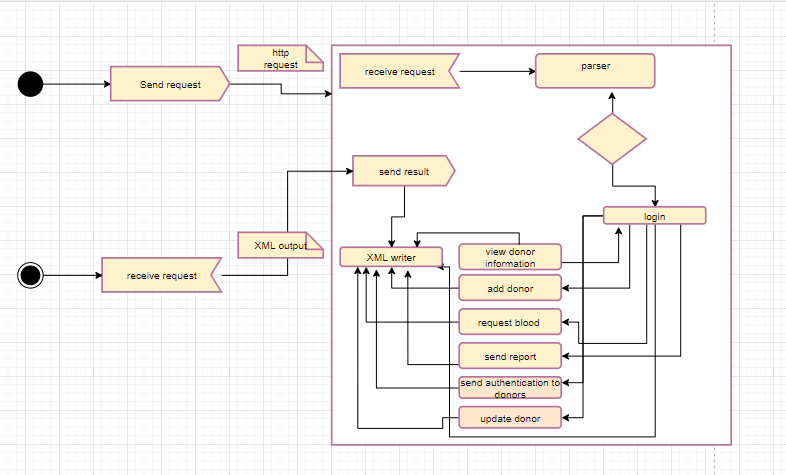 http
request
receive request
parser
Send request
send result
login
XML output
view donor
information
XML writer
receive request
add donor
request blood
send report
send authentication to
donors
update donor